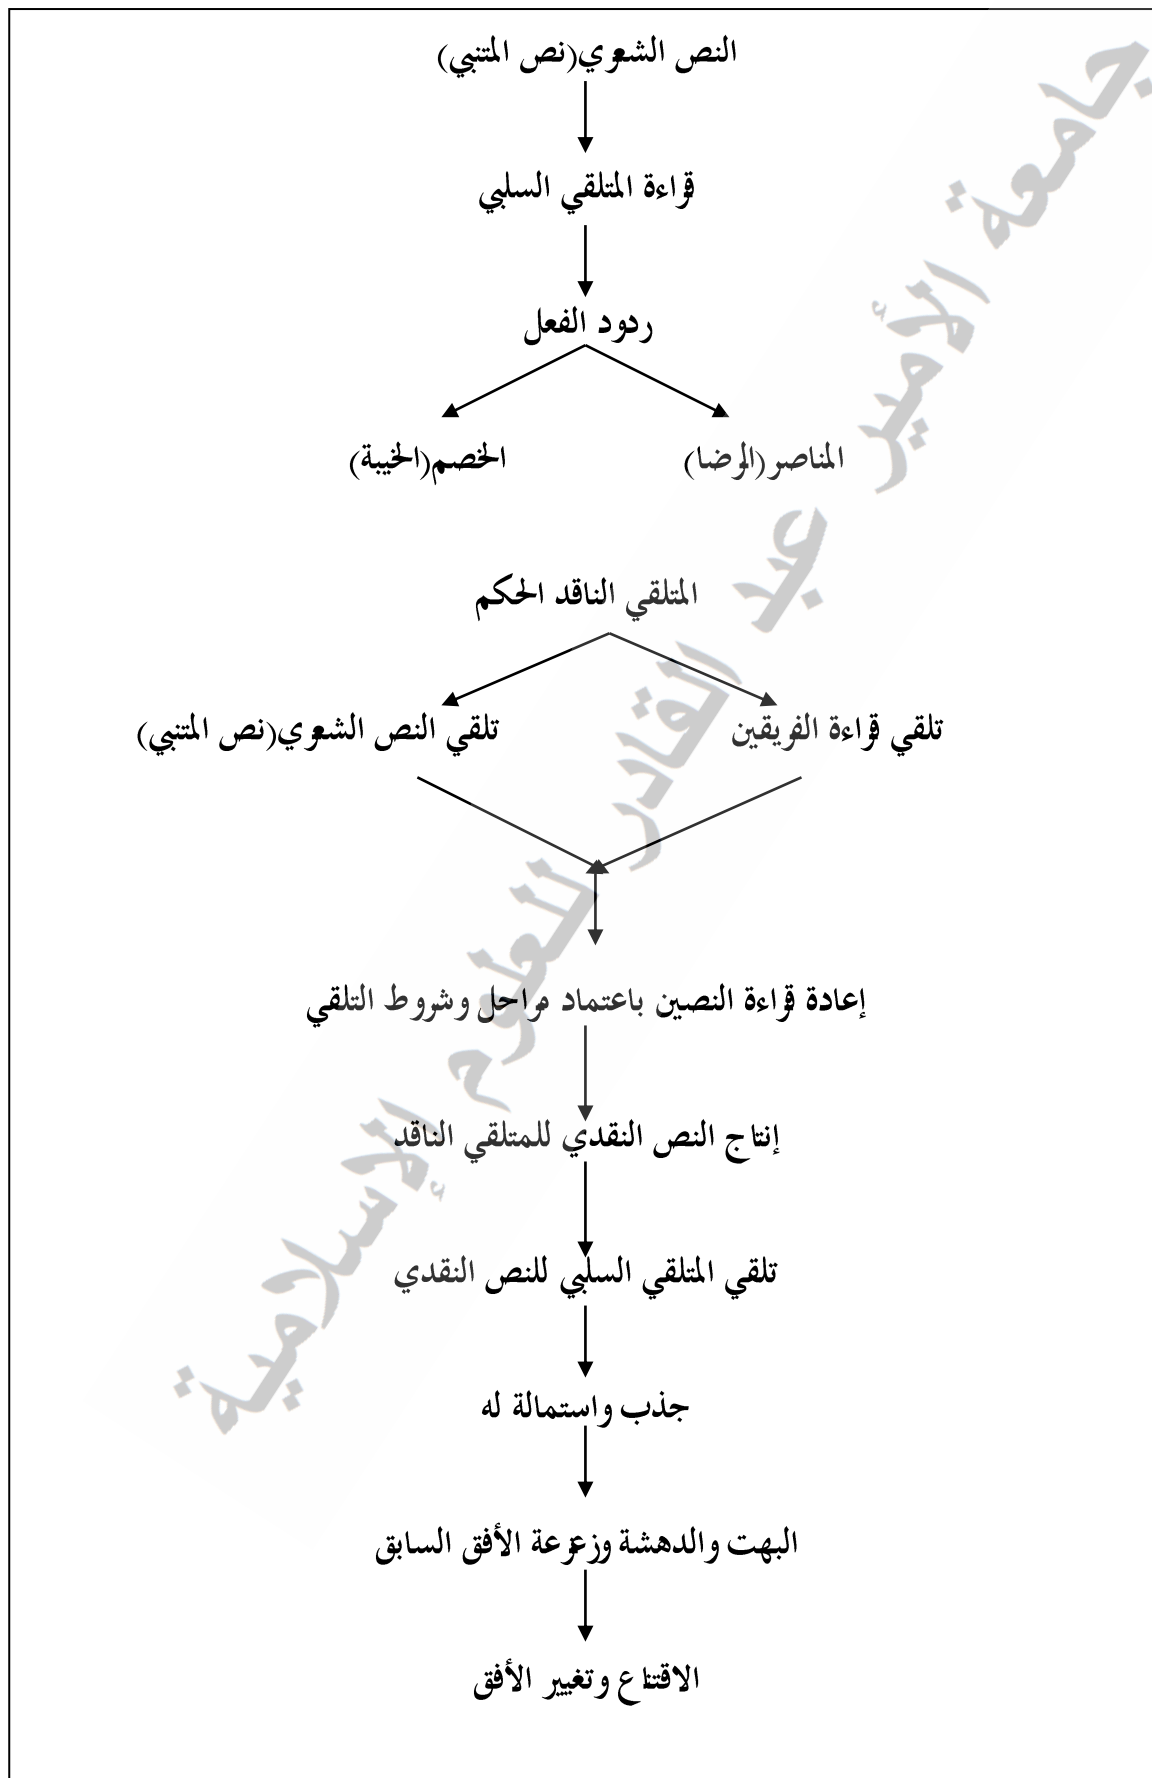 النص الشعري(نص المتنبي)
قراءة المتلقي السلبي
ردود الفعل
المناصر(الرضا) الخصم(الخيبة)
المتلقي الناقد الحكم
تلقي قراءة الفريقين تلقي النص الشعري(نص المتنبي)
إعادة قراءة النصين باعتماد مراحل وشروط التلقي
إنتاج النص النقدي للمتلقي الناقد
تلقي المتلقي السلبي للنص النقدي
جذب واستمالة له
البهت والدهشة وزعزعة الأفق السابق
الاقتناع وتغيير الأفق
جامعة الأمير عبد القادر للعلوم الإسلامية